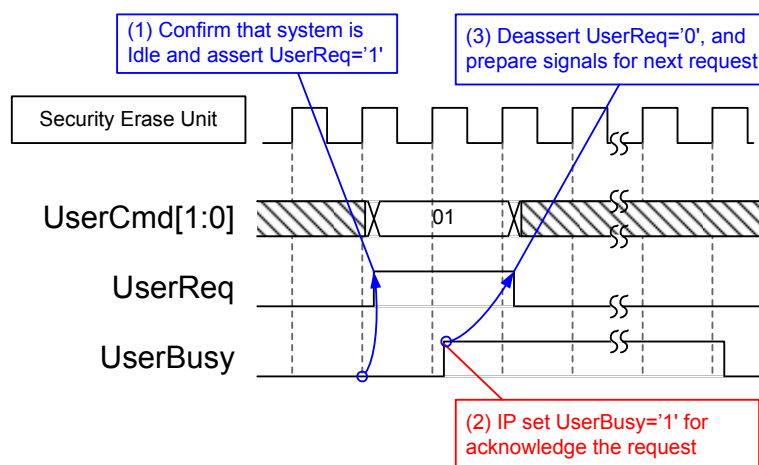 (1) Confirm that system is
Idle and assert UserReq='1'
(3) Deassert UserReq='0', and
prepare signals for next request
Security Erase Unit
UserCmd[1:0]
01
UserReq
UserBusy
(2) IP set UserBusy='1' for
acknowledge the request